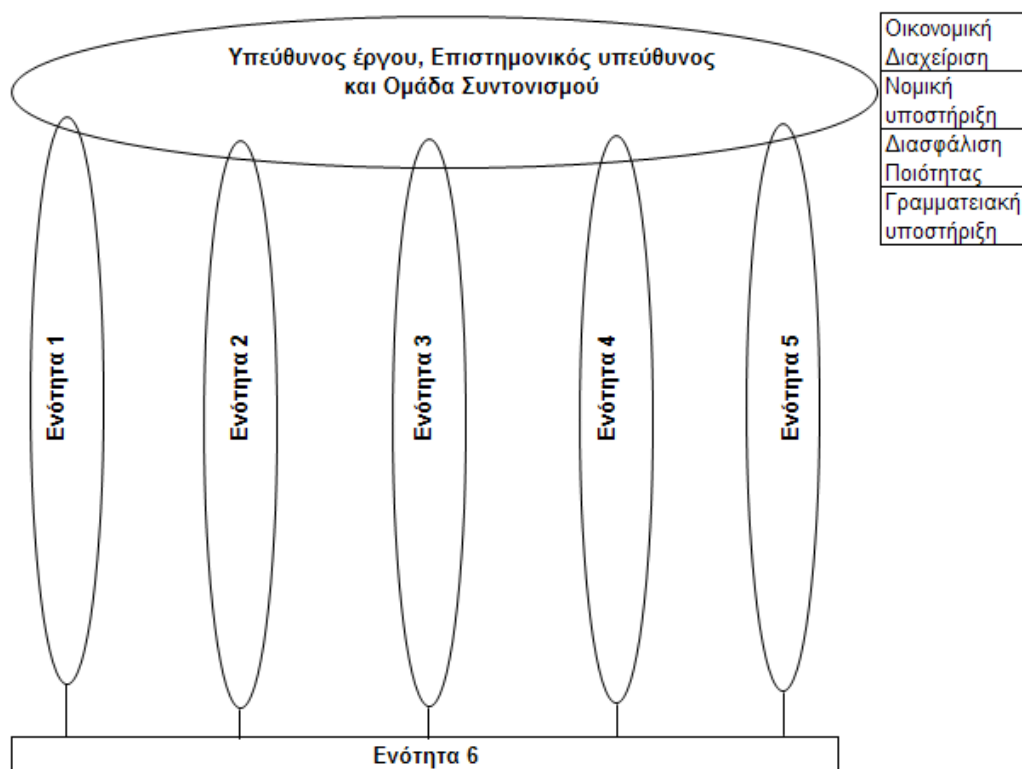 Υπεύθυνος έργου, Επιστημονικός υπεύθυνος
και Ομάδα Συντονισμού
Οικονομική
Διαχείριση
Νομική
υποστήριξη
Διασφάλιση
Ποιότητας
Γραμματειακή
υποστήριξη
Ενότητα 1
Ενότητα 2
Ενότητα 3
Ενότητα 4
Ενότητα 5
Ενότητα 6